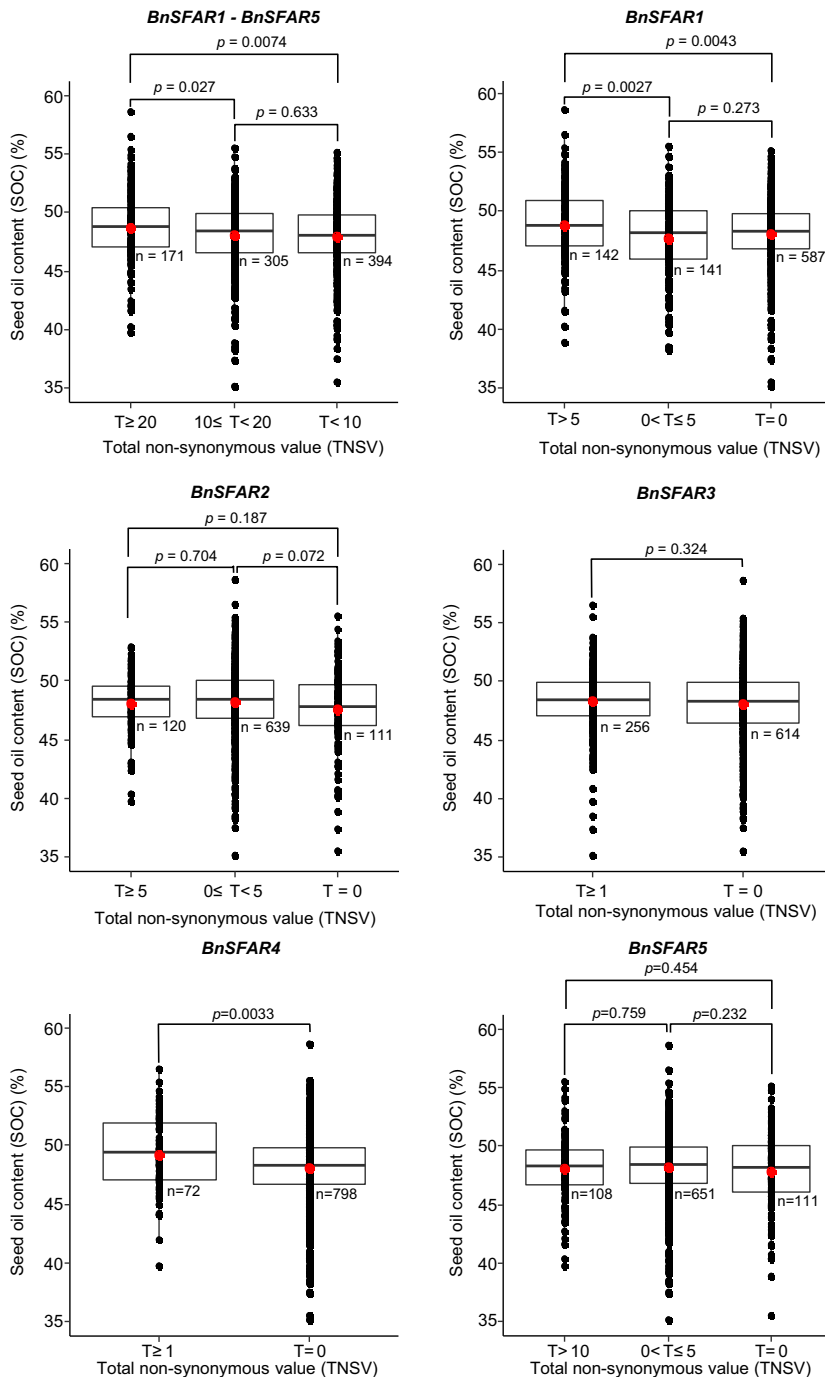 BnSFAR1 - BnSFAR5
p = 0.0074
p = 0.027
p = 0.633
60
55
50
45
40
35
Seed oil content (SOC) (%)
n = 171
n = 305
n = 394
T≥ 20
10≤ T< 20
T< 10
Total non-synonymous value (TNSV)
BnSFAR1
p = 0.0043
p = 0.0027
p = 0.273
60
55
50
45
40
35
Seed oil content (SOC) (%)
n = 142
n = 141
n = 587
T> 5
0< T≤ 5
T= 0
Total non-synonymous value (TNSV)
BnSFAR2
p = 0.187
p = 0.704
p = 0.072
60
55
50
45
40
35
Seed oil content (SOC) (%)
n = 120
n = 639
n = 111
T≥ 5
0≤ T< 5
T = 0
Total non-synonymous value (TNSV)
BnSFAR3
p = 0.324
60
55
50
45
40
35
Seed oil content (SOC) (%)
n = 256
n = 614
T≥ 1
T = 0
Total non-synonymous value (TNSV)
BnSFAR4
p=0.0033
60
55
50
45
40
35
Seed oil content (SOC) (%)
n=72
n=798
T≥ 1
T= 0
Total non-synonymous value (TNSV)
BnSFAR5
p=0.454
p=0.759
p=0.232
60
55
50
45
40
35
Seed oil content (SOC) (%)
n=108
n=651
n=111
T> 10
0< T≤ 5
T= 0
Total non-synonymous value (TNSV)